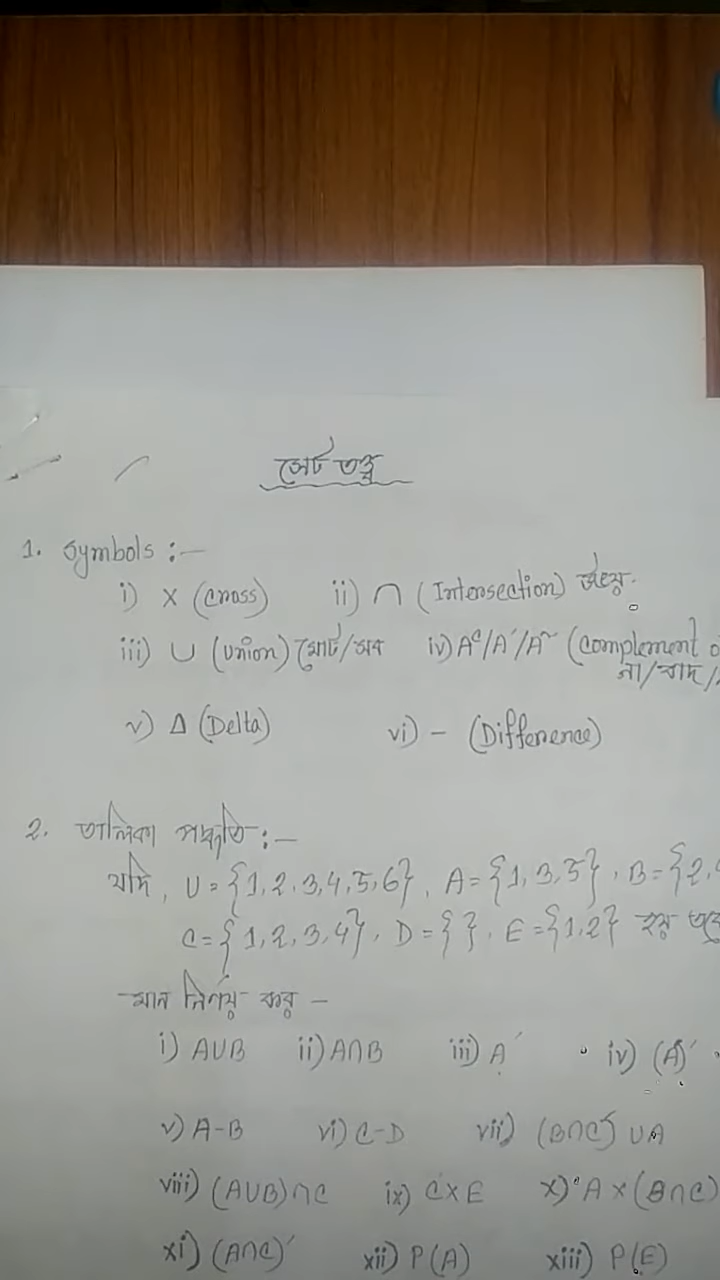 সেট তত্ত্ব
1. Symbols :—
i) × (Cross) ii) ∩ (Intersection)
iii) ∪ (Union) মোট/সব iv) Aᶜ/A′/A~ (Complement
না/বাদ/
v) Δ (Delta) vi) – (Difference)
2. তালিকা পদ্ধতি :—
যদি, U = {1, 2, 3, 4, 5, 6}, A = {1, 3, 5}, B = {2,
C = {1, 2, 3, 4}, D = { }, E = {1, 2} হয়
মান নির্ণয় কর –
i) A∪B ii) A∩B iii) A′ iv) (A′)′
v) A–B vi) C–D vii) (B∩C) ∪A
viii) (A∪B)∩C ix) C×E x) A×(B∩C)
xi) (A∩C)′ xii) P(A) xiii) P(E)